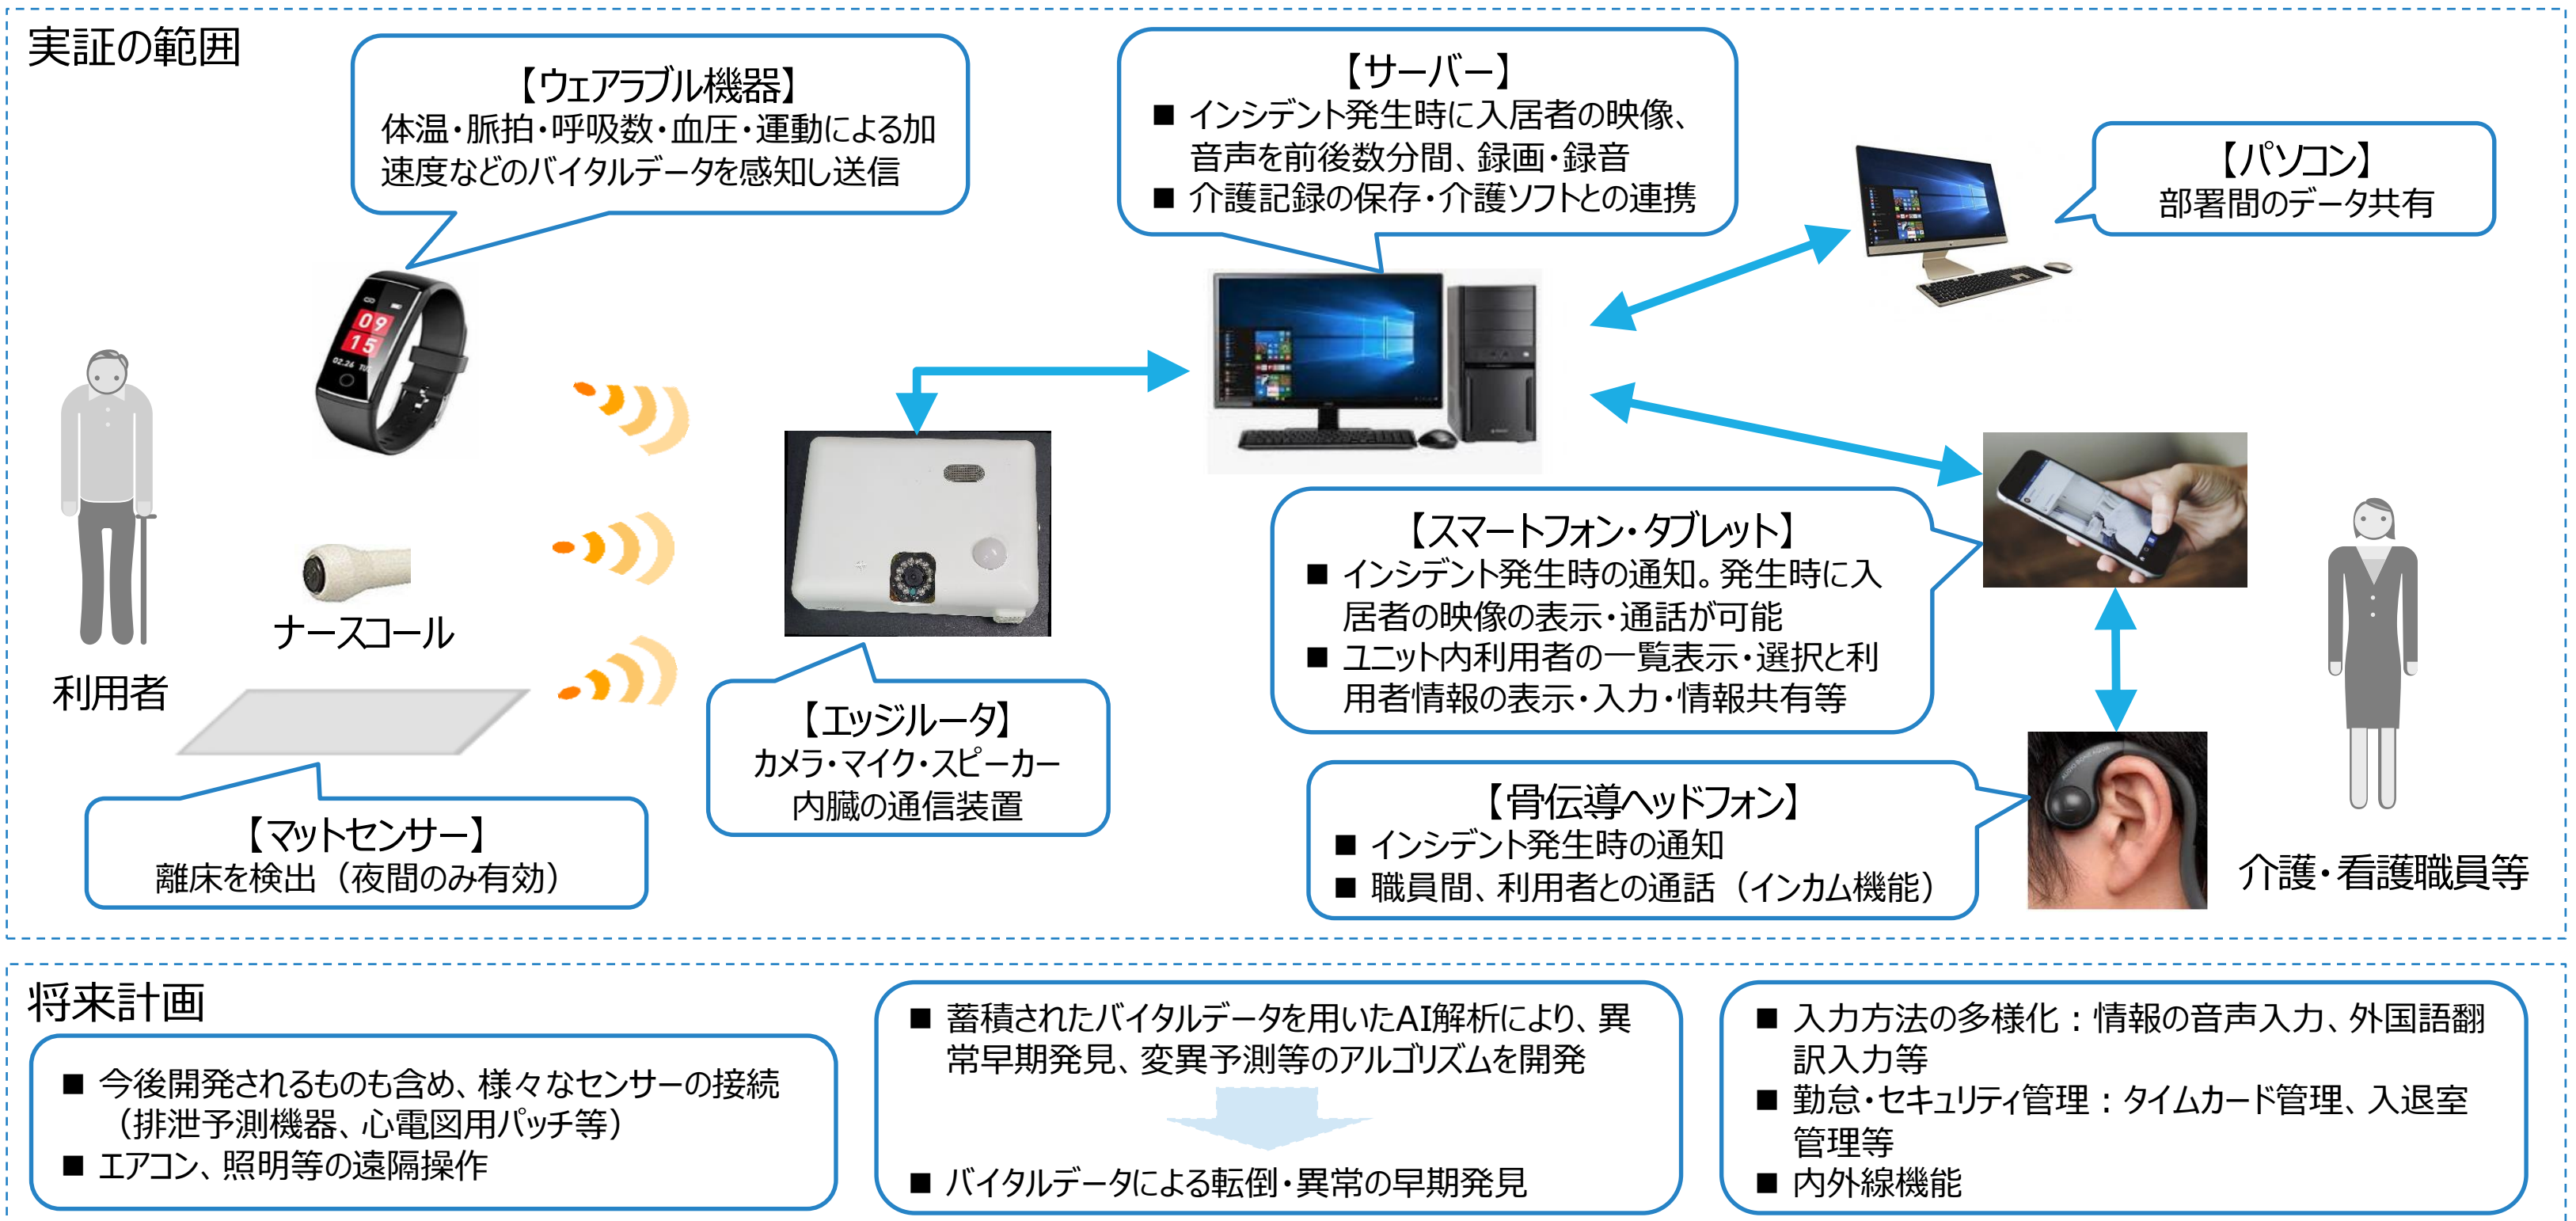 実証の範囲
【ウェアラブル機器】
体温・脈拍・呼吸数・血圧・運動による加
速度などのバイタルデータを感知し送信
【サーバー】
■ インシデント発生時に入居者の映像、
音声を前後数分間、録画・録音
■ 介護記録の保存・介護ソフトとの連携
【パソコン】
部署間のデータ共有
09
15
02.26 TUE
利用者
ナースコール
【マットセンサー】
離床を検出（夜間のみ有効）
【エッジルータ】
カメラ・マイク・スピーカー
内臓の通信装置
【スマートフォン・タブレット】
■ インシデント発生時の通知。発生時に入
居者の映像の表示・通話が可能
■ ユニット内利用者の一覧表示・選択と利
用者情報の表示・入力・情報共有等
【骨伝導ヘッドフォン】
■ インシデント発生時の通知
■ 職員間、利用者との通話（インカム機能）
介護・看護職員等
将来計画
■ 今後開発されるものも含め、様々なセンサーの接続
（排泄予測機器、心電図用パッチ等）
■ エアコン、照明等の遠隔操作
■ 蓄積されたバイタルデータを用いたAI解析により、異
常早期発見、変異予測等のアルゴリズムを開発
■ バイタルデータによる転倒・異常の早期発見
■ 入力方法の多様化：情報の音声入力、外国語翻
訳入力等
■ 勤怠・セキュリティ管理：タイムカード管理、入退室
管理等
■ 内外線機能